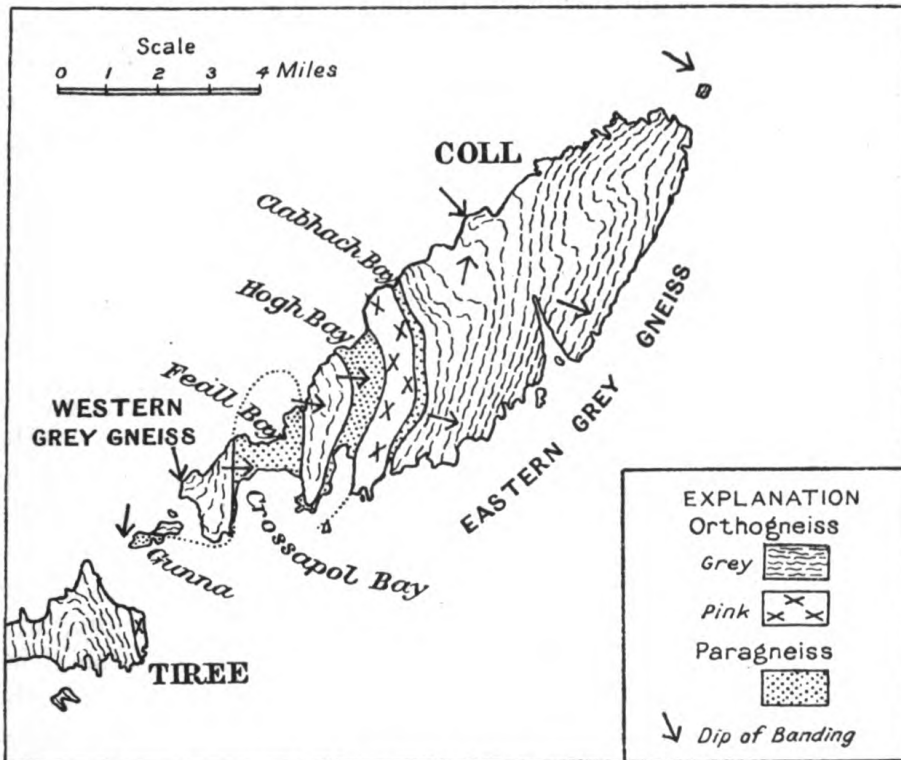 Scale
0 1 2 3 4 Miles
COLL
Clabhach Bay
Hogh Bay
Feall Bay
WESTERN
GREY GNEISS
EASTERN GREY GNEISS
Crossapol Bay
Gunna
TIREE
EXPLANATION
Orthogneiss
Grey
Pink
Paragneiss
Dip of Banding